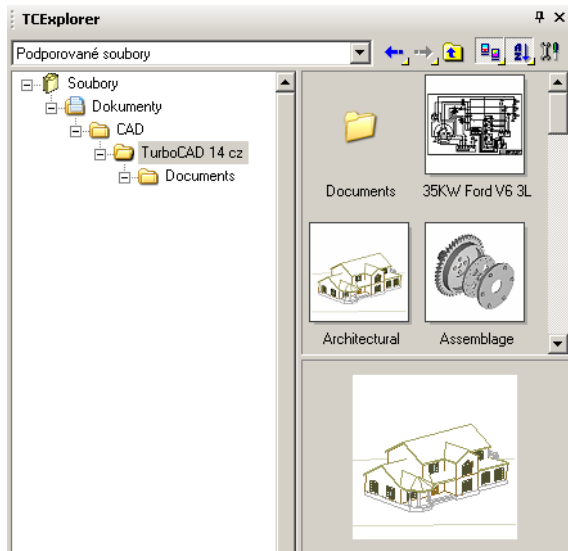 TCExplorer
Podporované soubory
Soubory
Dokumenty
CAD
TurboCAD 14 cz
Documents
Documents
35KW Ford V6 3L
Architectural
Assemblage